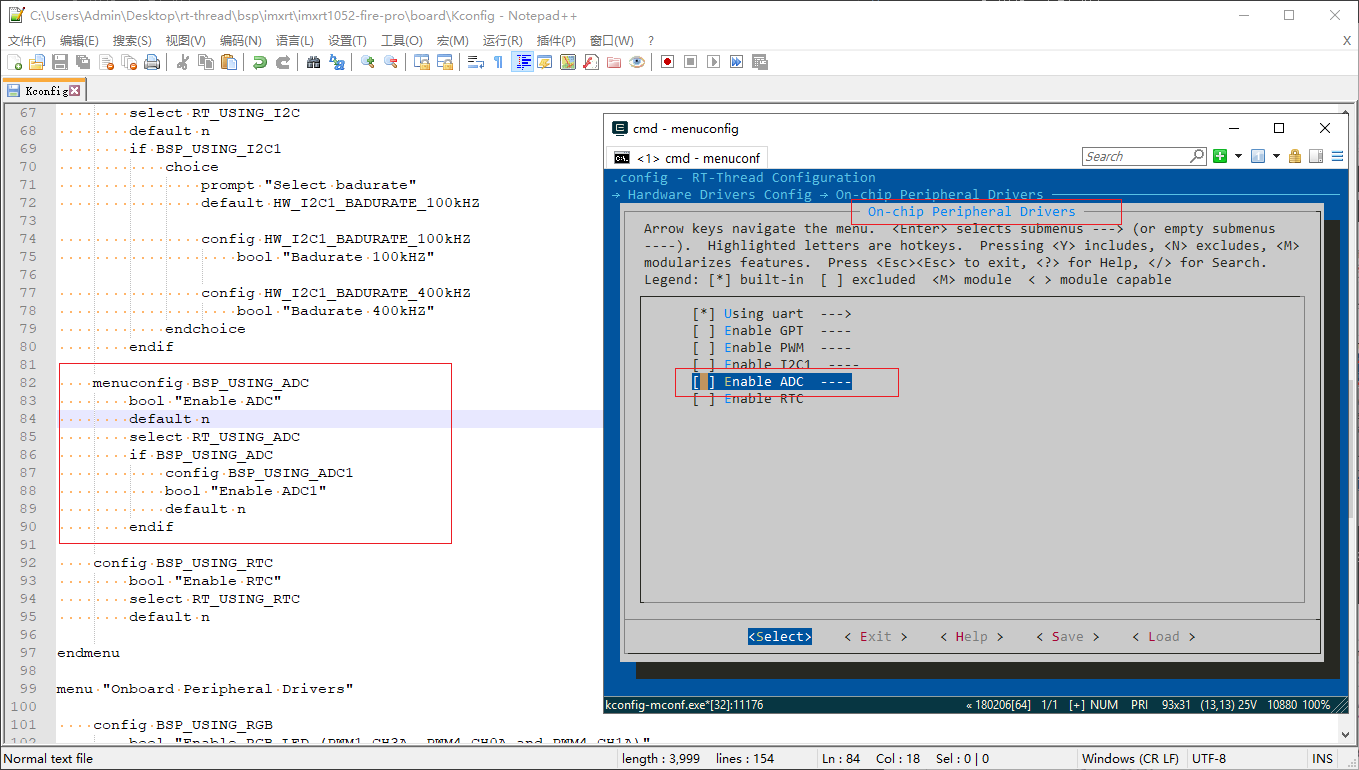 C:\Users\Admin\Desktop\rt-thread\bsp\imxrt\imxrt1052-fire-pro\board\Kconfig - Notepad++
文件(F) 编辑(E) 搜索(S) 视图(V) 编码(N) 语言(L) 设置(T) 工具(O) 宏(M) 运行(R) 插件(P) 窗口(W) ? X
Kconfig
67 select RT_USING_I2C
68 default n
69 if BSP_USING_I2C1
70 choice
71 prompt "Select badurate"
72 default HW_I2C1_BADURATE_100kHZ
73
74 config HW_I2C1_BADURATE_100kHZ
75 bool "Badurate 100kHZ"
76
77 config HW_I2C1_BADURATE_400kHZ
78 bool "Badurate 400kHZ"
79 endchoice
80 endif
81
82 menuconfig BSP_USING_ADC
83 bool "Enable ADC"
84 default n
85 select RT_USING_ADC
86 if BSP_USING_ADC
87 config BSP_USING_ADC1
88 bool "Enable ADC1"
89 default n
90 endif
91
92 config BSP_USING_RTC
93 bool "Enable RTC"
94 select RT_USING_RTC
95 default n
96
97 endmenu
98
99 menu "Onboard Peripheral Drivers"
100
101 config BSP_USING_RGB
102 bool "Enable RGB LED (PWM1_CH3A, PWM4_CH0A and PWM4_CH1A)"
cmd - menuconfig
<1> cmd - menuconf
Search
.config - RT-Thread Configuration
→ Hardware Drivers Config → On-chip Peripheral Drivers
On-chip Peripheral Drivers
Arrow keys navigate the menu. <Enter> selects submenus ---> (or empty submenus
----). Highlighted letters are hotkeys. Pressing <Y> includes, <N> excludes, <M>
modularizes features. Press <Esc><Esc> to exit, <?> for Help, </> for Search.
Legend: [*] built-in [ ] excluded <M> module < > module capable
[*] Using uart --->
[ ] Enable GPT ----
[ ] Enable PWM ----
[ ] Enable I2C1 ----
[ ] Enable ADC ----
[ ] Enable RTC
<Select> < Exit > < Help > < Save > < Load >
kconfig-mconf.exe*[32]:11176 « 180206[64] 1/1 [+] NUM PRI 93x31 (13,13) 25V 10880 100%
Normal text file length : 3,999 lines : 154 Ln : 84 Col : 18 Sel : 0 | 0 Windows (CR LF) UTF-8 INS